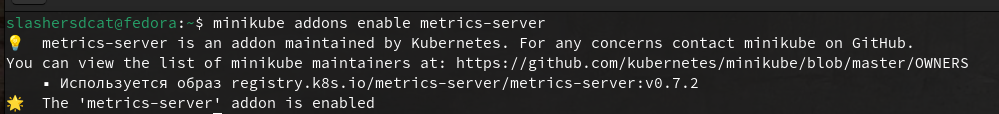 slashersdcat@fedora:~$ minikube addons enable metrics-server
💡  metrics-server is an addon maintained by Kubernetes. For any concerns contact minikube on GitHub.
You can view the list of minikube maintainers at: https://github.com/kubernetes/minikube/blob/master/OWNERS
    ▪ Используется образ registry.k8s.io/metrics-server/metrics-server:v0.7.2
🌟  The 'metrics-server' addon is enabled